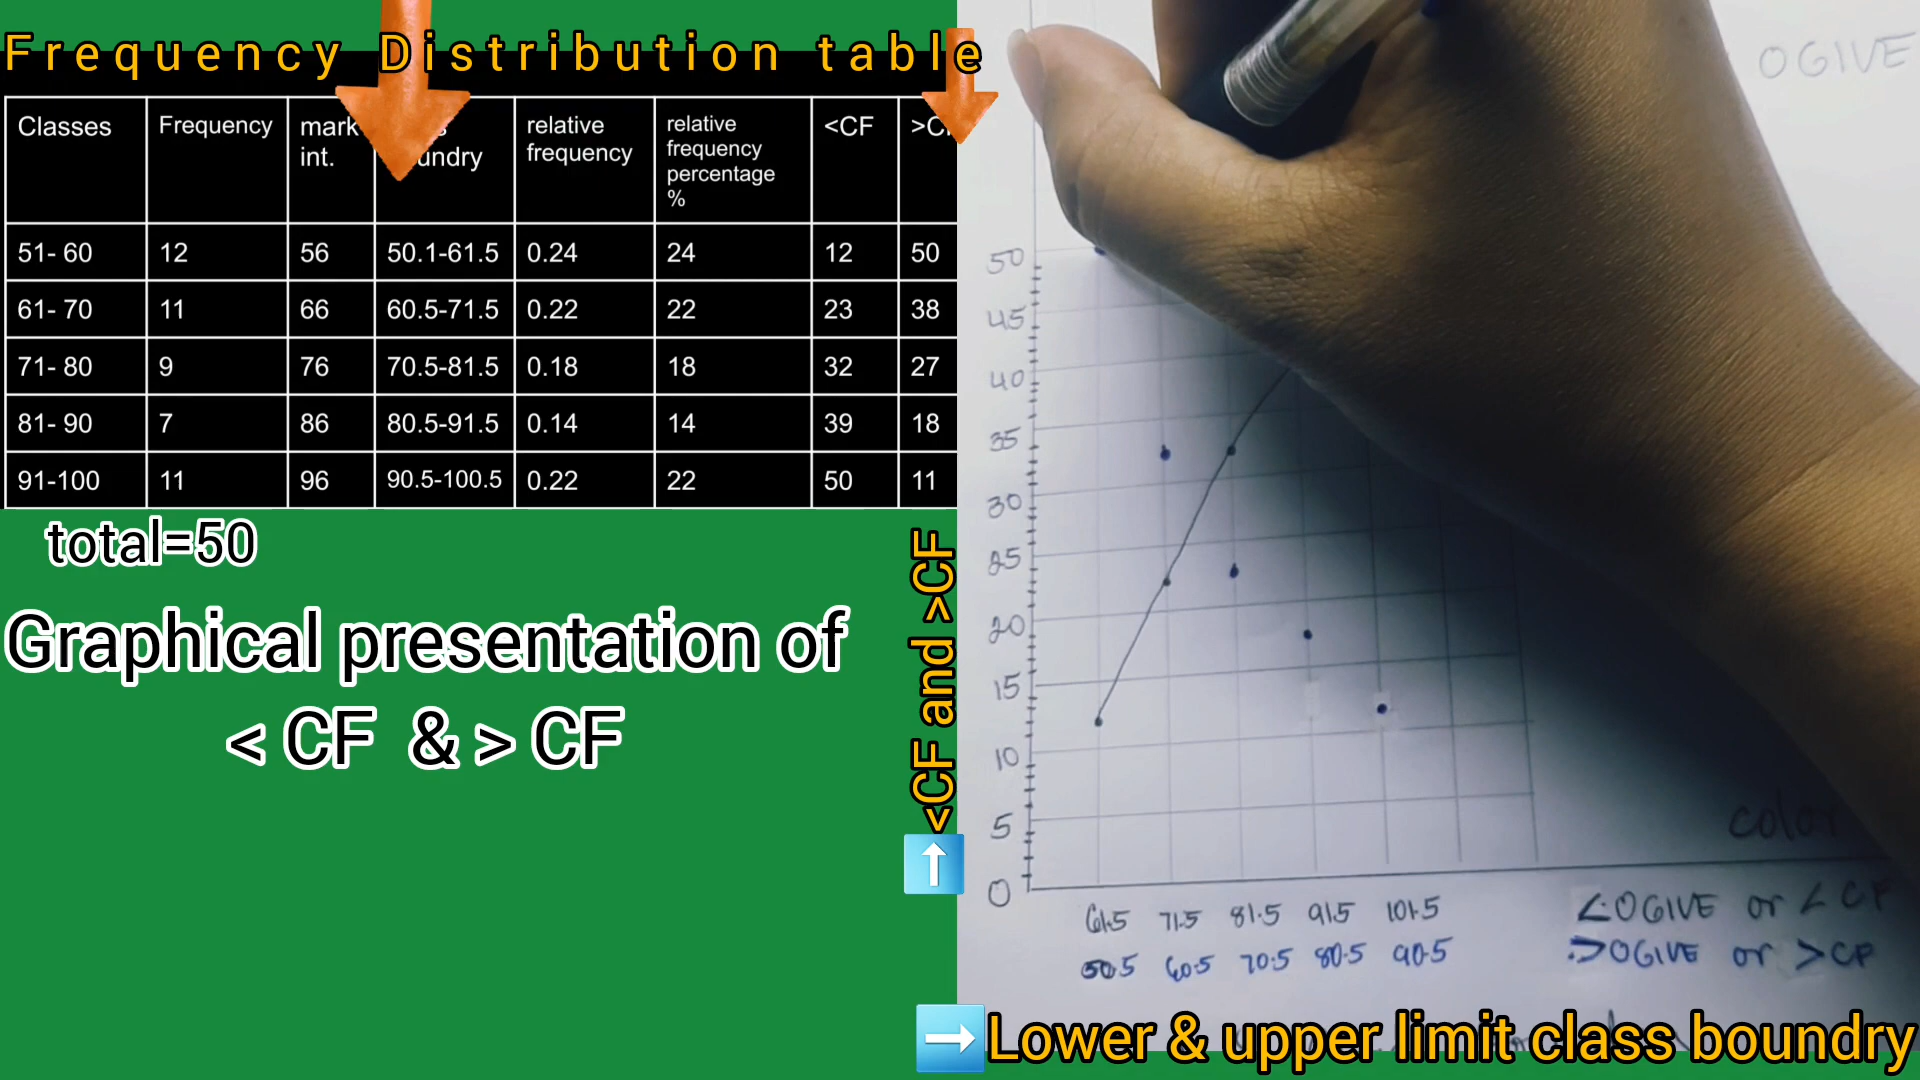 Frequency Distribution table
Classes Frequency mark int. undry relative frequency relative frequency percentage % <CF >C
51- 60 12 56 50.1-61.5 0.24 24 12 50
61- 70 11 66 60.5-71.5 0.22 22 23 38
71- 80 9 76 70.5-81.5 0.18 18 32 27
81- 90 7 86 80.5-91.5 0.14 14 39 18
91-100 11 96 90.5-100.5 0.22 22 50 11
total=50
Graphical presentation of
< CF & > CF
<CF and >CF
OGIVE
50
45
40
35
30
25
20
15
10
5
0
61.5 71.5 81.5 91.5 101.5
50.5 60.5 70.5 80.5 90.5
color
<OGIVE or <CF
>OGIVE or >CF
Lower & upper limit class boundry